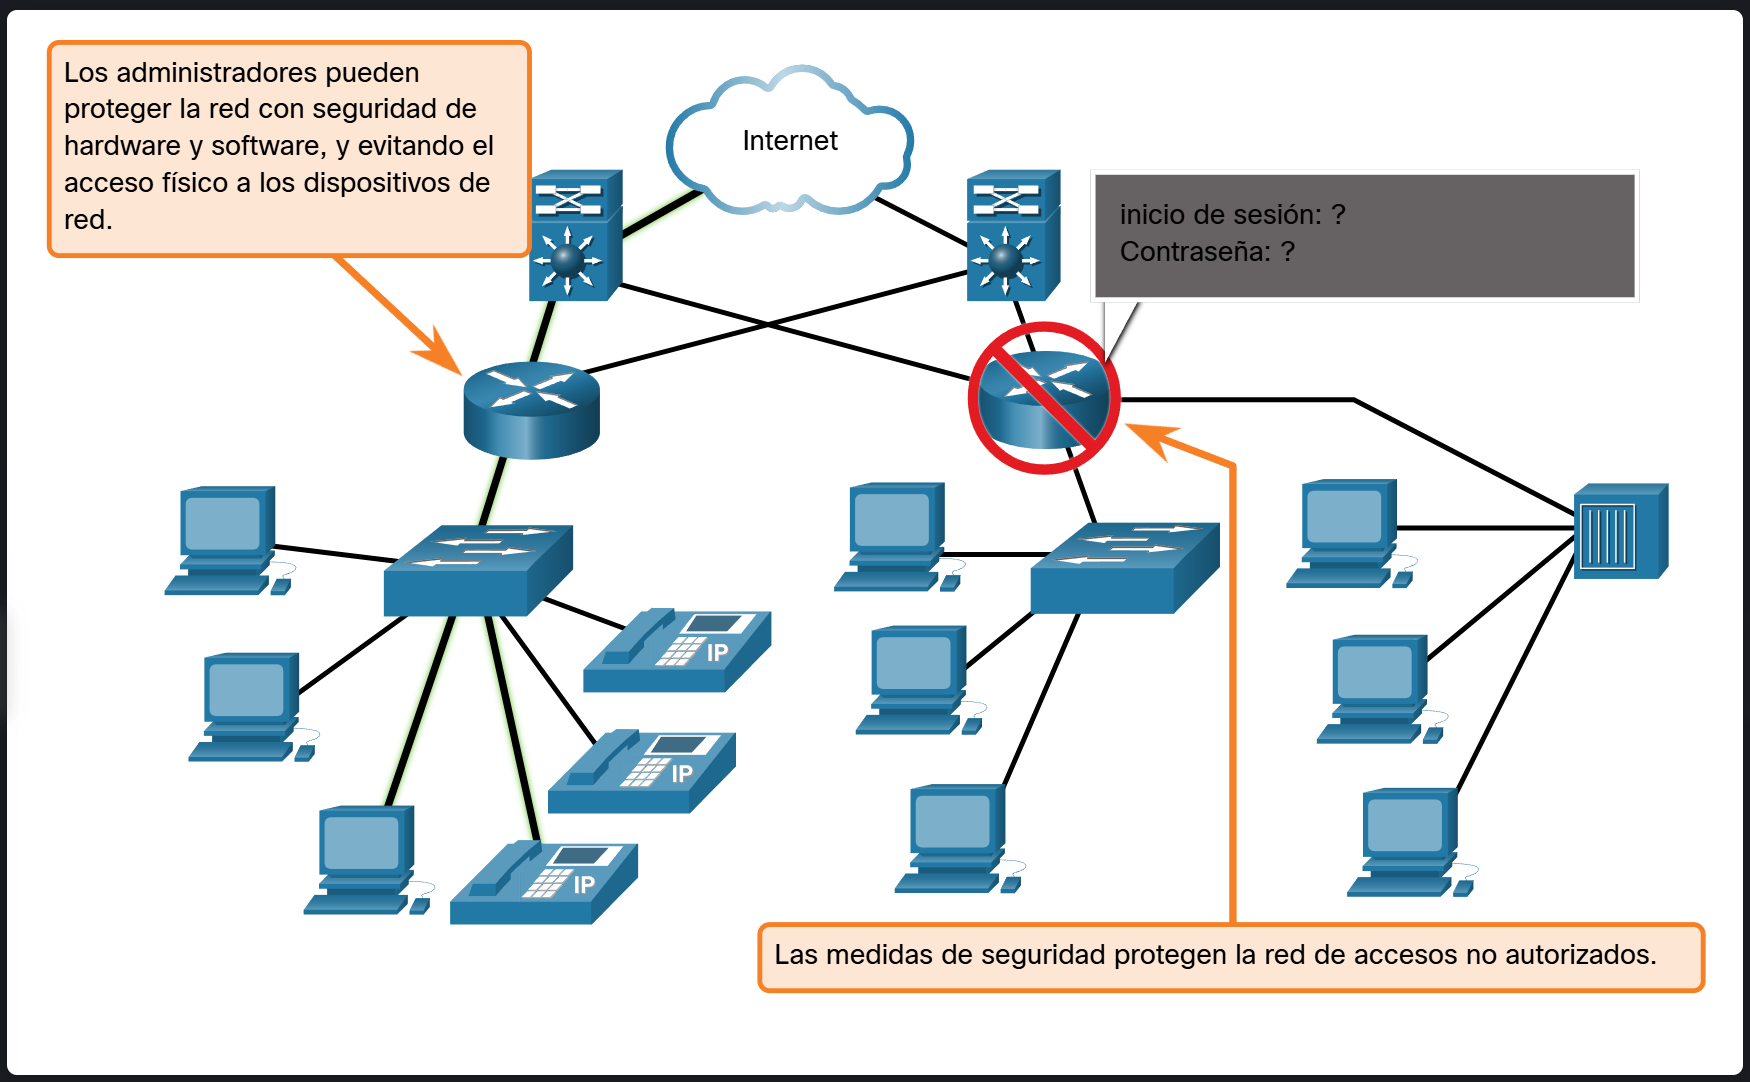 Los administradores pueden
proteger la red con seguridad de
hardware y software, y evitando el
acceso físico a los dispositivos de
red.
Internet
inicio de sesión: ?
Contraseña: ?
IP
IP
IP
Las medidas de seguridad protegen la red de accesos no autorizados.